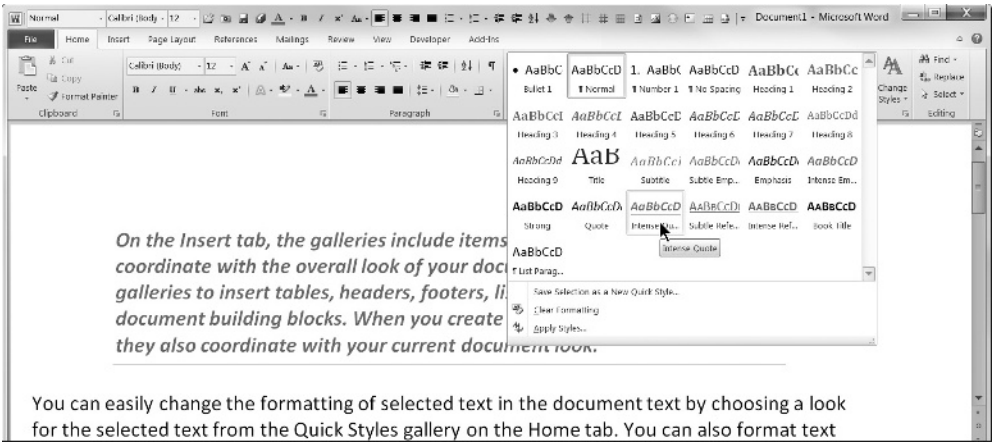 Normal Calibri (Body) 12 Document1 - Microsoft Word
File Home Insert Page Layout References Mailings Review View Developer Add-Ins
Paste Cut Copy Format Painter
Calibri (Body) 12
Clipboard Font Paragraph
AaBbC AaBbCcD 1. AaBb( AaBbCcD AaBbCc AaBbCc
Bullet 1 ¶ Normal ¶ Number 1 ¶ No Spacing Heading 1 Heading 2
AaBbCcI AaBbCcI AaBbCcD AaBbCcD AaBbCcD AaBbCcDd
Heading 3 Heading 4 Heading 5 Heading 6 Heading 7 Heading 8
AaBbCcDd AaB AaBbCcI AaBbCcD AaBbCcD AaBbCcD
Heading 9 Title Subtitle Subtle Emp... Emphasis Intense Em...
AaBbCcD AaBbCcD AaBbCcD AaBbCcD AaBbCcD AaBbCcD
Strong Quote Intense Qu... Subtle Refe... Intense Ref... Book Title
Intense Quote
AaBbCcD
¶ List Parag...
Save Selection as a New Quick Style...
Clear Formatting
Apply Styles...
Change Styles
Find
Replace
Select
Editing
On the Insert tab, the galleries include items
coordinate with the overall look of your docu
galleries to insert tables, headers, footers, li
document building blocks. When you create
they also coordinate with your current document look.
You can easily change the formatting of selected text in the document text by choosing a look
for the selected text from the Quick Styles gallery on the Home tab. You can also format text